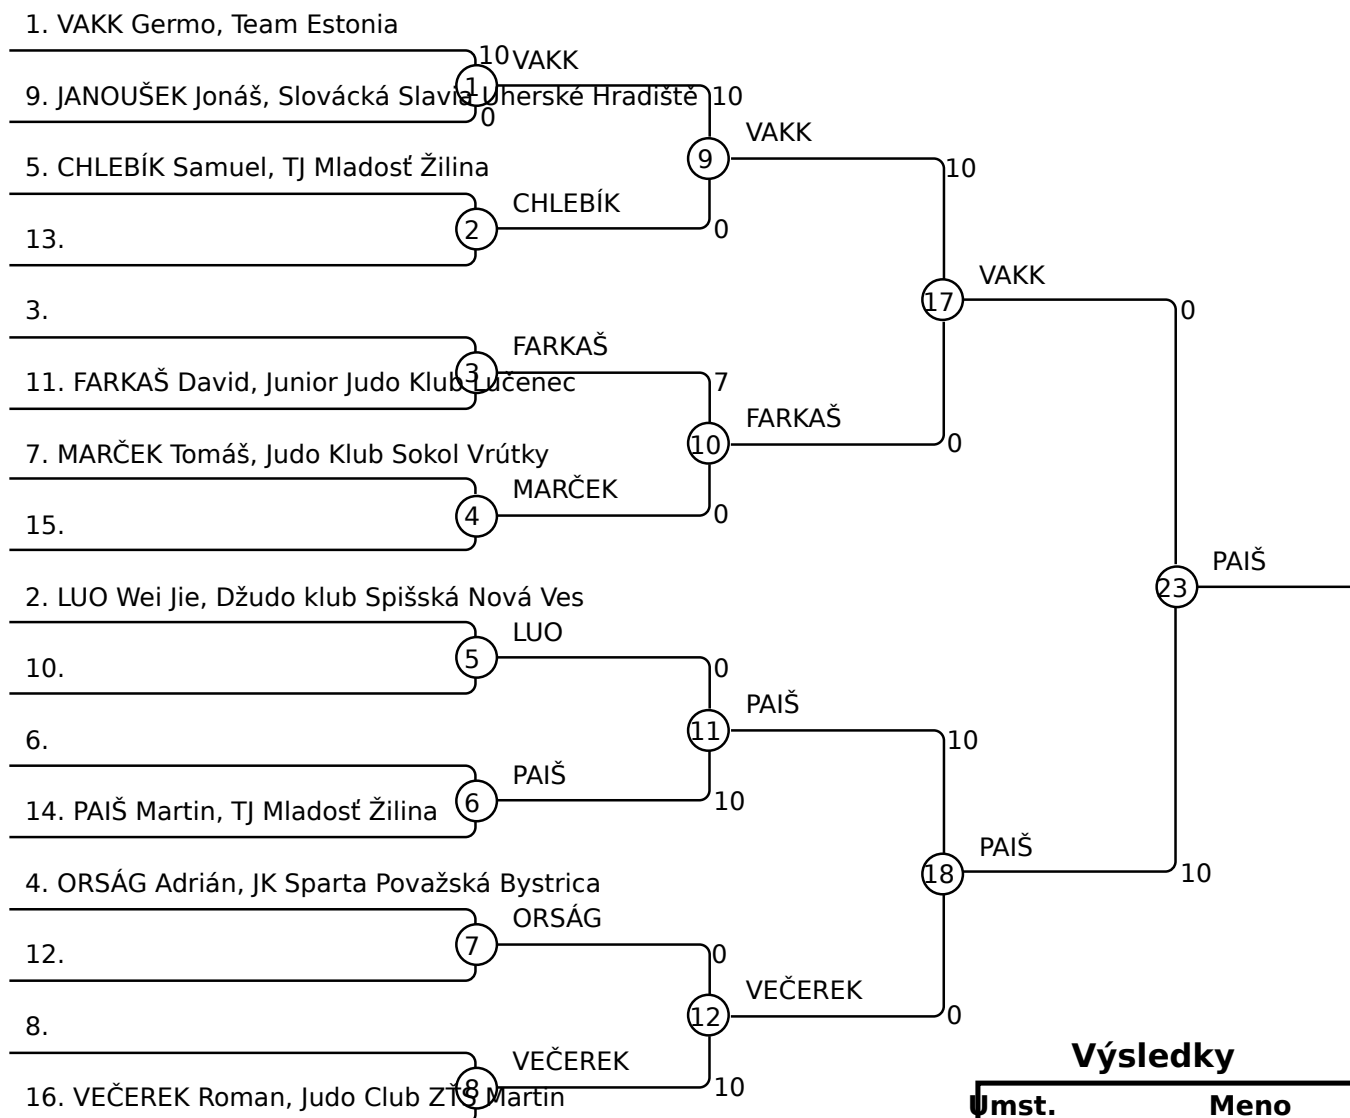 1. VAKK Germo, Team Estonia
10
VAKK
1
9. JANOUŠEK Jonáš, Slovácká Slavia Uherské Hradiště
10
0
VAKK
9
5. CHLEBÍK Samuel, TJ Mladosť Žilina
10
CHLEBÍK
2
0
13.
VAKK
17
3.
0
FARKAŠ
3
11. FARKAŠ David, Junior Judo Klub Lučenec
7
FARKAŠ
10
0
7. MARČEK Tomáš, Judo Klub Sokol Vrútky
MARČEK
4
0
15.
PAIŠ
23
2. LUO Wei Jie, Džudo klub Spišská Nová Ves
LUO
5
0
10.
PAIŠ
11
6.
10
PAIŠ
6
10
14. PAIŠ Martin, TJ Mladosť Žilina
PAIŠ
18
10
4. ORSÁG Adrián, JK Sparta Považská Bystrica
ORSÁG
7
0
12.
VEČEREK
12
0
8.
VEČEREK
8
10
16. VEČEREK Roman, Judo Club ZŤS Martin
Výsledky
Umst. Meno